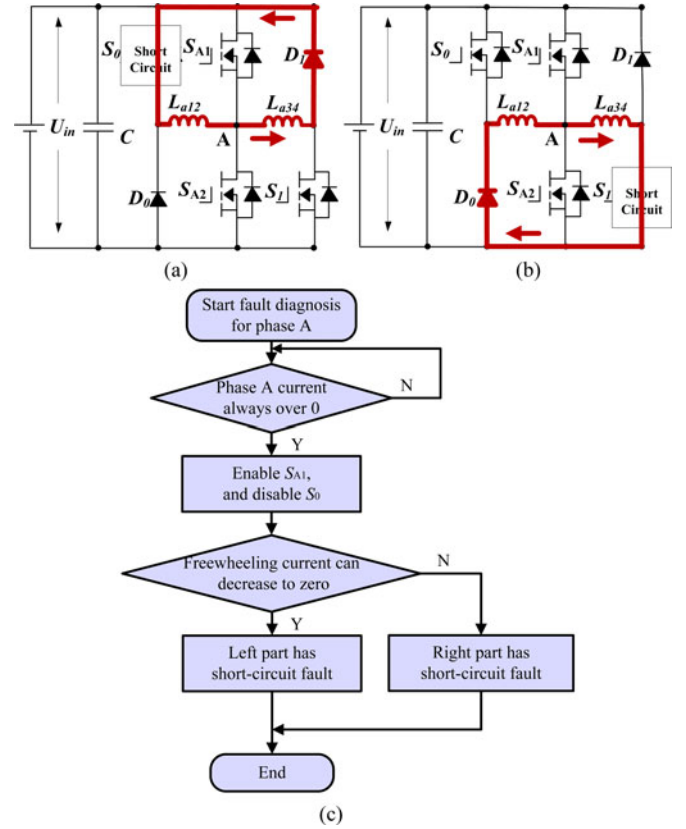 S0
Short
Circuit
SA1
D1
Uin
C
La12
La34
A
D0
SA2
S1
(a)
S0
SA1
D1
Uin
C
La12
La34
A
D0
SA2
S1
Short
Circuit
(b)
Start fault diagnosis
for phase A
Phase A current
always over 0
N
Y
Enable SA1,
and disable S0
Freewheeling current can
decrease to zero
N
Y
Left part has
short-circuit fault
Right part has
short-circuit fault
End
(c)